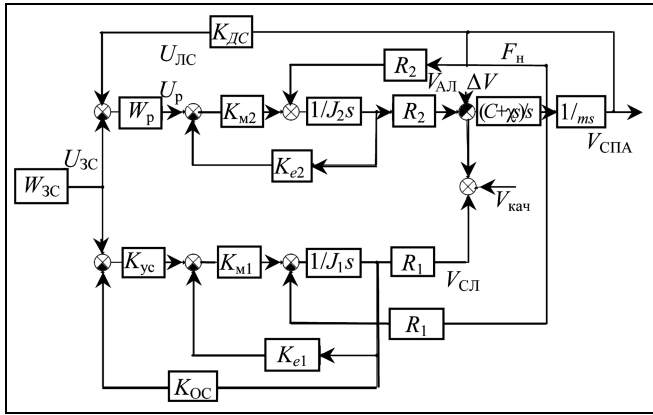 K_ДС
U_ЛС
F_н
R_2
V_АЛ ΔV
U_р
W_р
K_м2
1/J_2s
R_2
(C+χs)/s
1/ms
V_СПА
U_ЗС
K_e2
W_ЗС
V_кач
K_ус
K_м1
1/J_1s
R_1
V_СЛ
R_1
K_e1
K_ОС